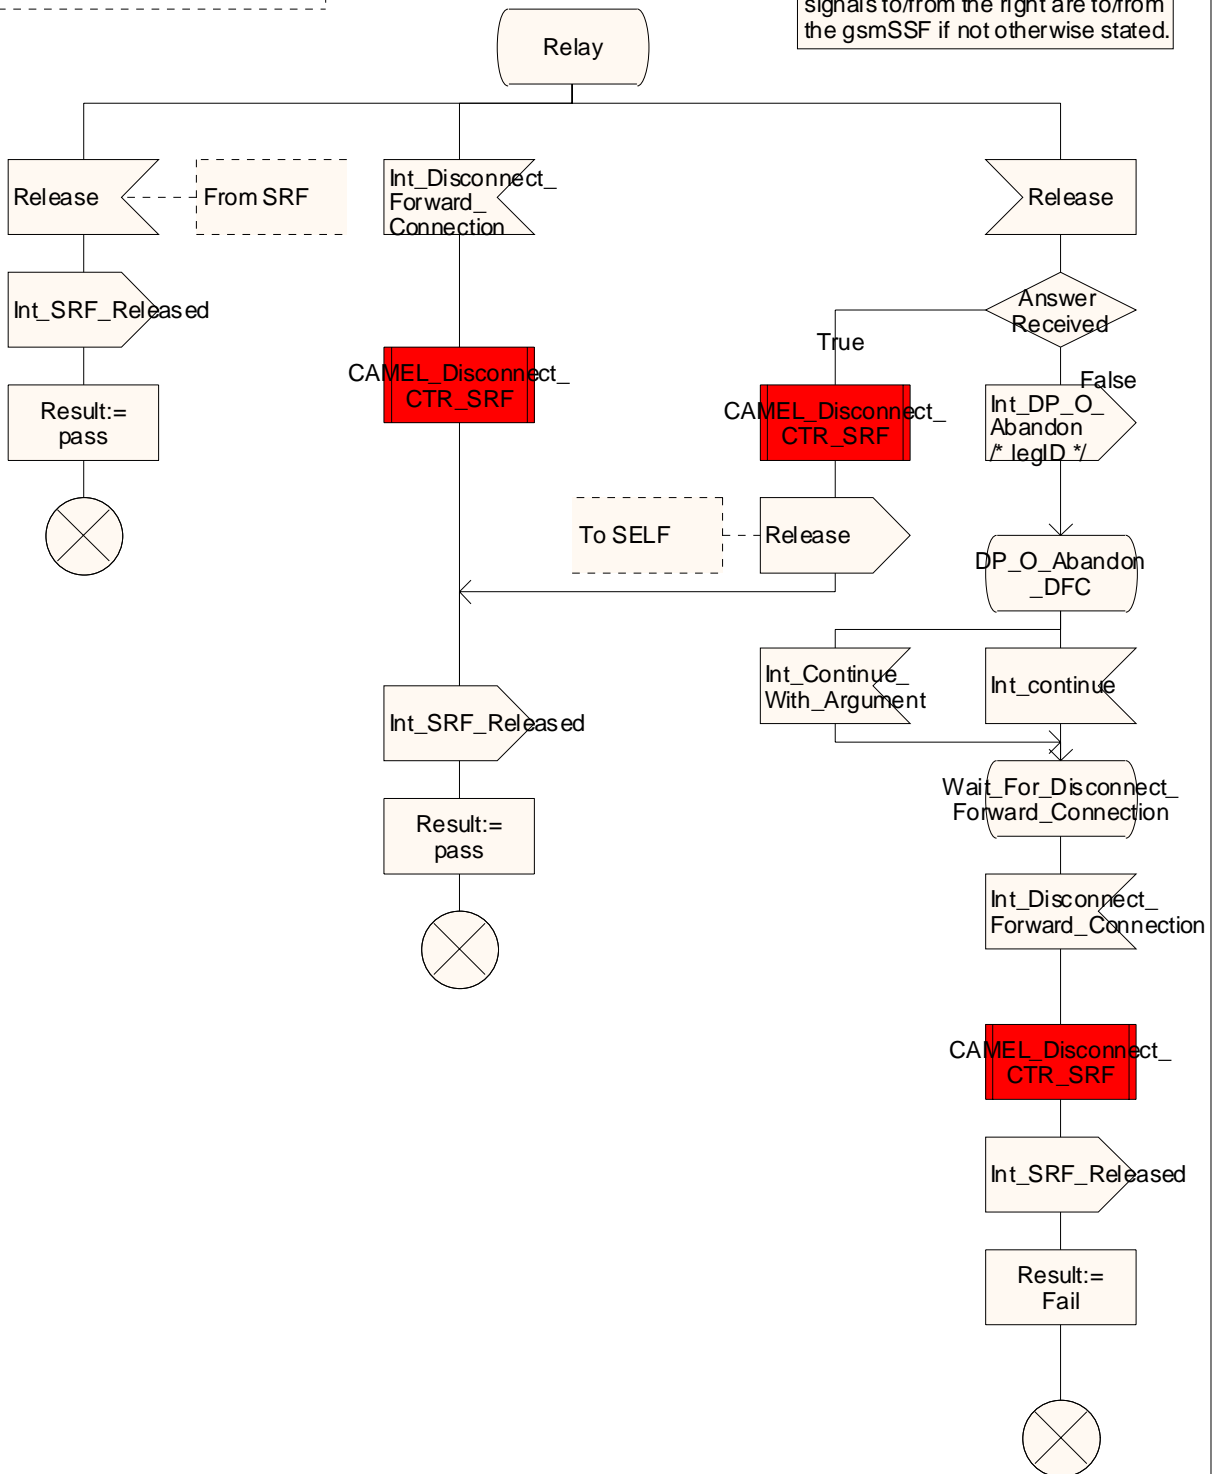 signals to/from the right are to/from
the gsmSSF if not otherwise stated.
Relay
Release
From SRF
Int_Disconnect_
Forward_
Connection
Release
Int_SRF_Released
Answer
Received
True
False
CAMEL_Disconnect_
CTR_SRF
Result:=
pass
CAMEL_Disconnect_
CTR_SRF
Int_DP_O_
Abandon
/* legID */
To SELF
Release
DP_O_Abandon
_DFC
Int_Continue_
With_Argument
Int_continue
Int_SRF_Released
Wait_For_Disconnect_
Forward_Connection
Result:=
pass
Int_Disconnect_
Forward_Connection
CAMEL_Disconnect_
CTR_SRF
Int_SRF_Released
Result:=
Fail